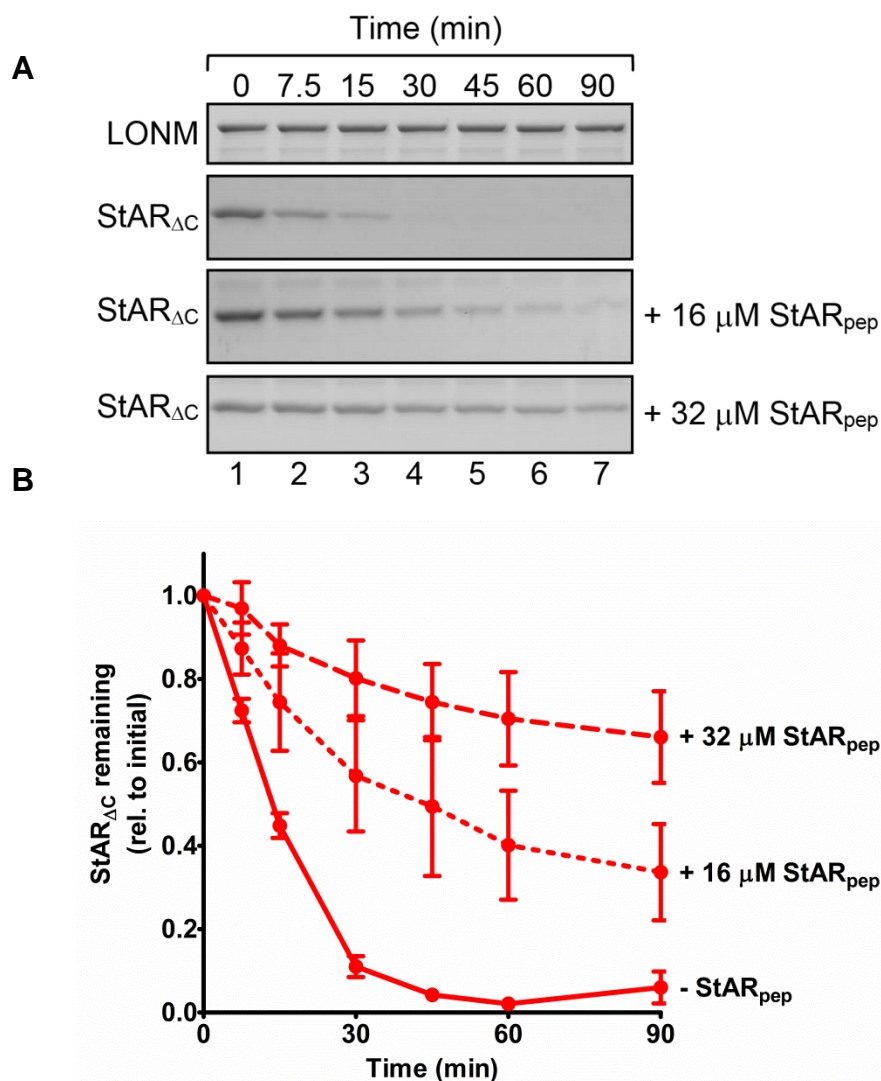 A
Time (min)
0 7.5 15 30 45 60 90
LONM
StARΔC
StARΔC + 16 μM StARpep
StARΔC + 32 μM StARpep
1 2 3 4 5 6 7
B
StARΔC remaining
(rel. to initial)
1.0
0.8
0.6
0.4
0.2
0.0
+ 32 μM StARpep
+ 16 μM StARpep
- StARpep
0 30 60 90
Time (min)